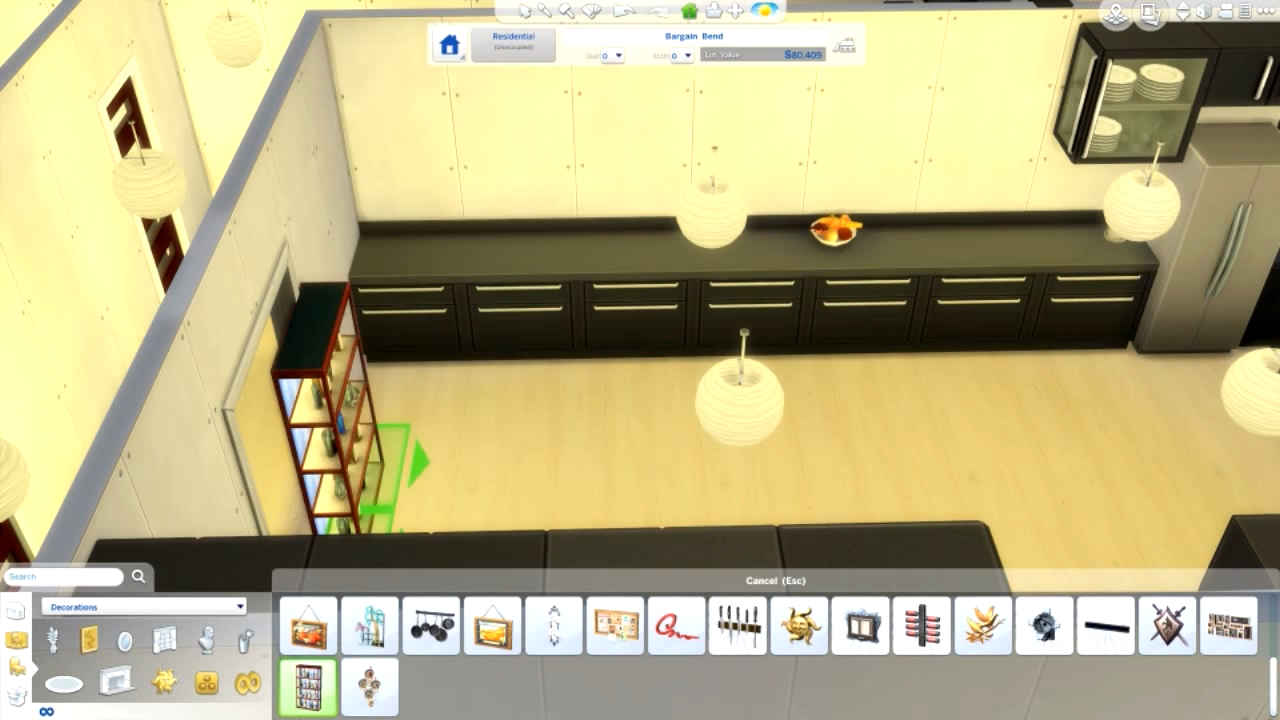 Residential
(Unoccupied)
Bargain Bend
0
0
Lot Value $80,409
Cancel (Esc)
Search
Decorations